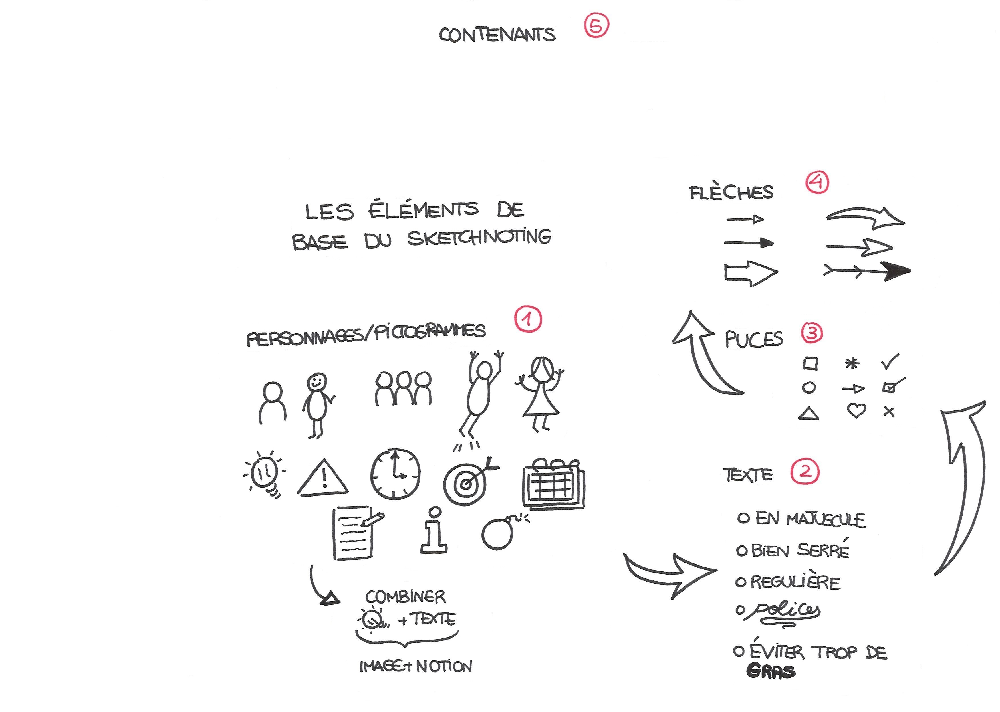 CONTENANTS 5
LES ÉLÉMENTS DE
BASE DU SKETCHNOTING
PERSONNAGES/PICTOGRAMMES 1
!
i
COMBINER
+ TEXTE
IMAGE + NOTION
TEXTE 2
O EN MAJUSCULE
O BIEN SERRÉ
O REGULIÈRE
O polices
O ÉVITER TROP DE
GRAS
PUCES 3
FLÈCHES 4